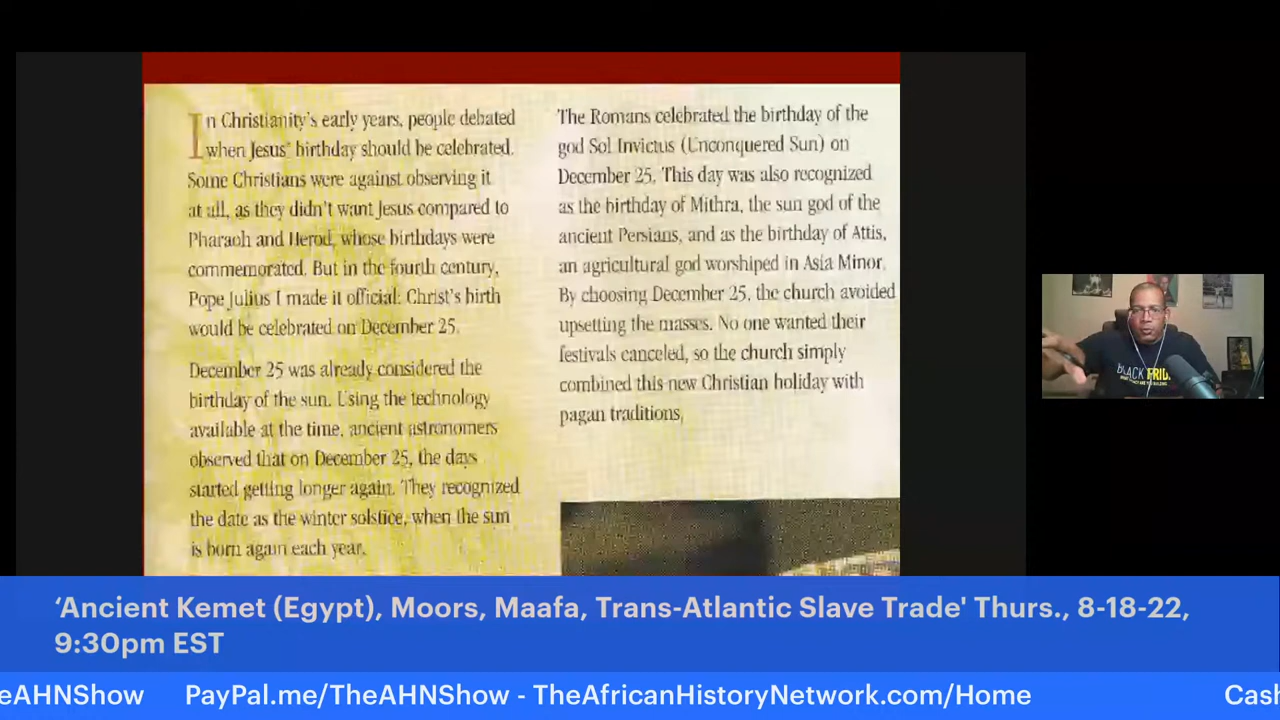 In Christianity's early years, people debated
when Jesus' birthday should be celebrated.
Some Christians were against observing it
at all, as they didn't want Jesus compared to
Pharaoh and Herod, whose birthdays were
commemorated. But in the fourth century,
Pope Julius I made it official: Christ's birth
would be celebrated on December 25.
December 25 was already considered the
birthday of the sun. Using the technology
available at the time, ancient astronomers
observed that on December 25, the days
started getting longer again. They recognized
the date as the winter solstice, when the sun
is born again each year.
The Romans celebrated the birthday of the
god Sol Invictus (Unconquered Sun) on
December 25. This day was also recognized
as the birthday of Mithra, the sun god of the
ancient Persians, and as the birthday of Attis,
an agricultural god worshiped in Asia Minor.
By choosing December 25, the church avoided
upsetting the masses. No one wanted their
festivals canceled, so the church simply
combined this new Christian holiday with
pagan traditions.
BLACK FRID
‘Ancient Kemet (Egypt), Moors, Maafa, Trans-Atlantic Slave Trade' Thurs., 8-18-22,
9:30pm EST
eAHNShow PayPal.me/TheAHNShow - TheAfricanHistoryNetwork.com/Home Cash